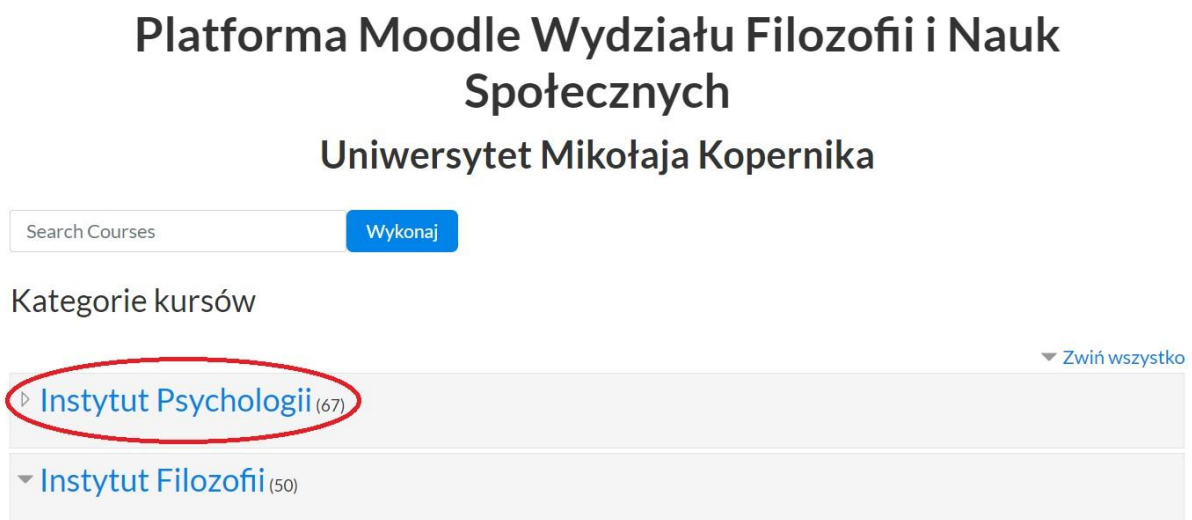 Platforma Moodle Wydziału Filozofii i Nauk
Społecznych
Uniwersytet Mikołaja Kopernika
Search Courses Wykonaj
Kategorie kursów
Zwiń wszystko
Instytut Psychologii (67)
Instytut Filozofii (50)